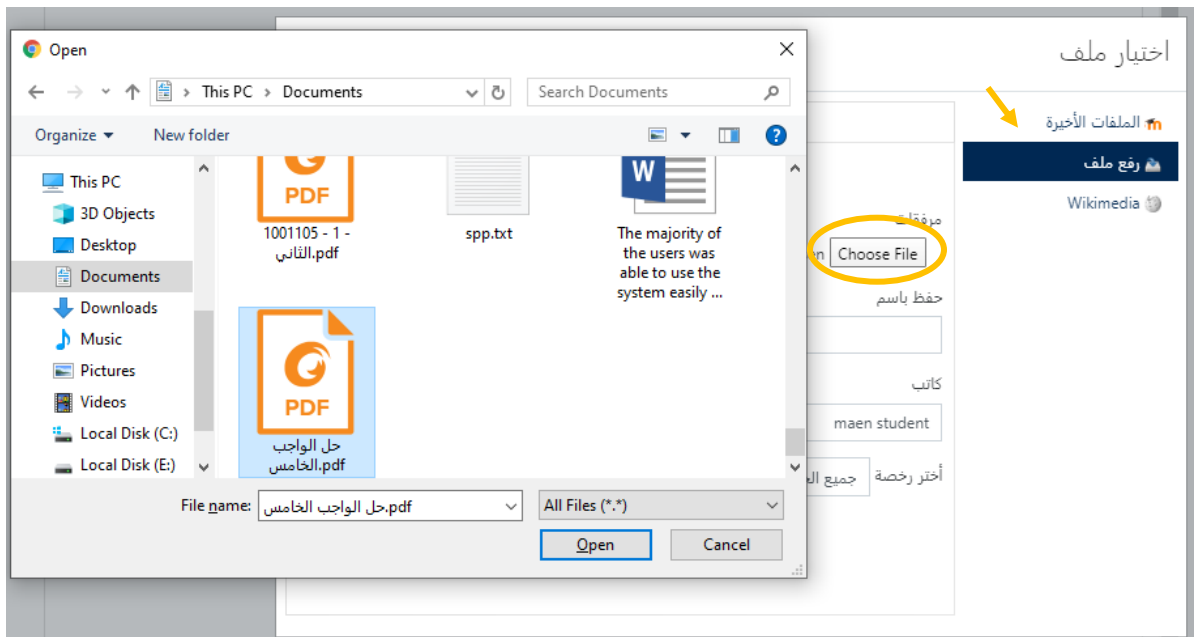 Open
This PC > Documents
Search Documents
Organize
New folder
This PC
3D Objects
Desktop
Documents
Downloads
Music
Pictures
Videos
Local Disk (C:)
Local Disk (E:)
PDF
1001105 - 1 -
الثاني.pdf
spp.txt
W
The majority of
the users was
able to use the
system easily ...
PDF
حل الواجب
الخامس.pdf
File name:
حل الواجب الخامس.pdf
All Files (*.*)
Open
Cancel
اختيار ملف
الملفات الأخيرة
رفع ملف
Wikimedia
مرفقات
Choose File
حفظ باسم
كاتب
maen student
أختر رخصة
جميع